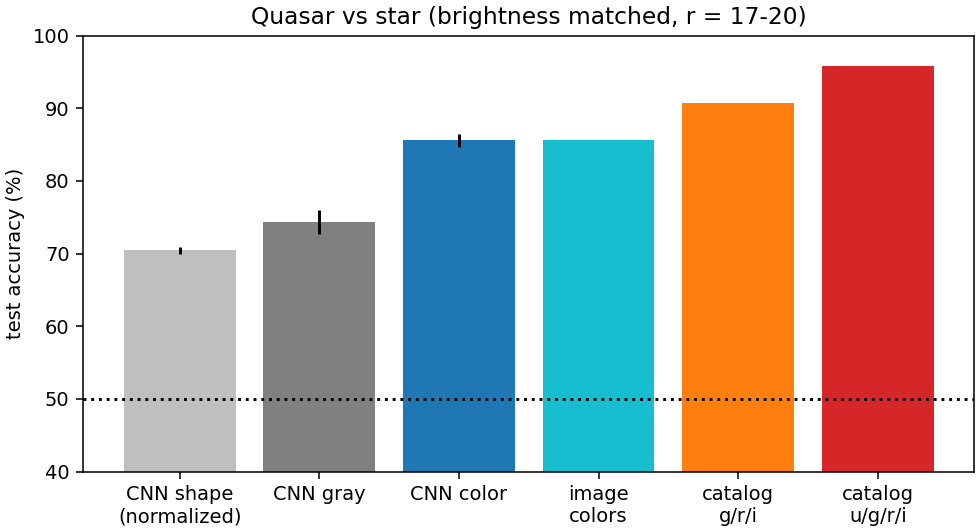 Quasar vs star (brightness matched, r = 17-20)
test accuracy (%)
100
90
80
70
60
50
40
CNN shape
(normalized)
CNN gray
CNN color
image
colors
catalog
g/r/i
catalog
u/g/r/i